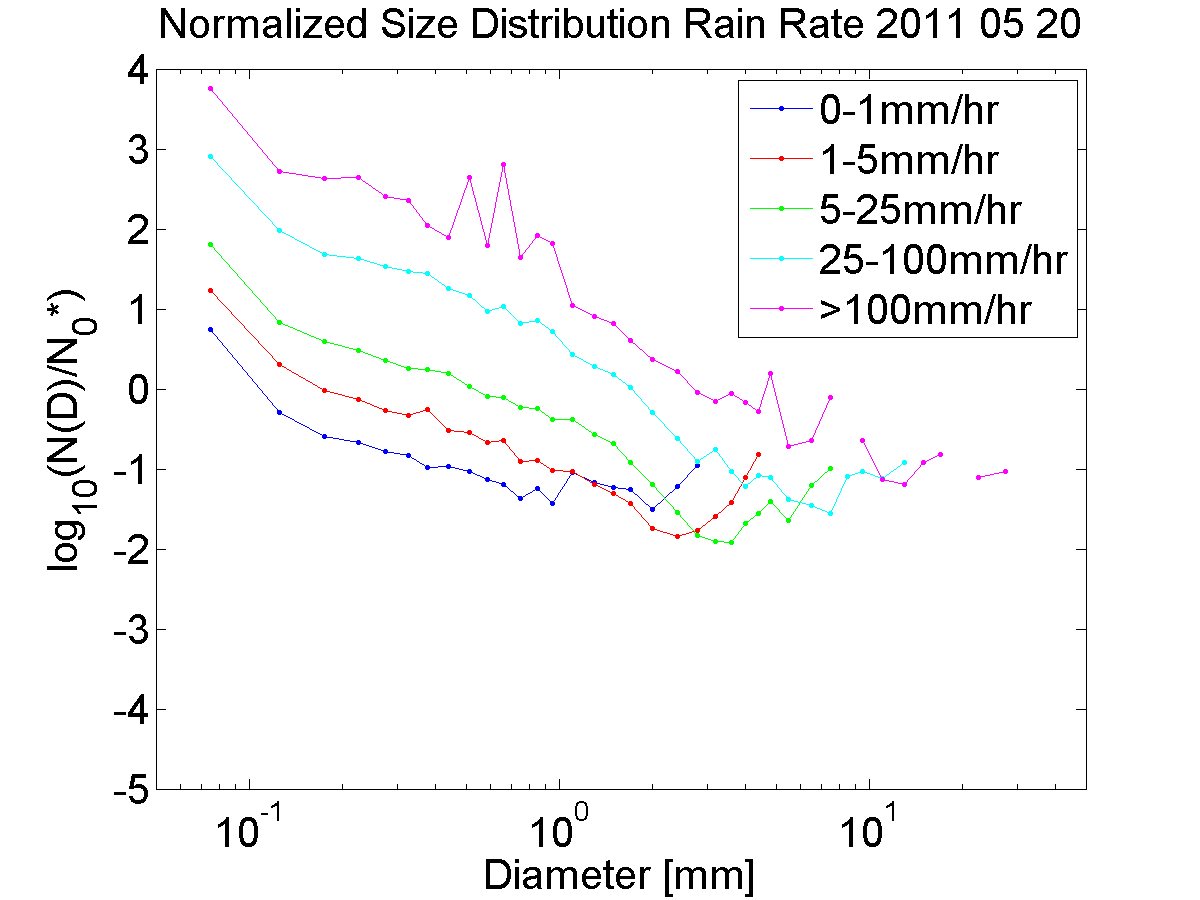 Normalized Size Distribution Rain Rate 2011 05 20
4
3
2
1
0
-1
-2
-3
-4
-5
log₁₀(N(D)/N₀*)
0-1mm/hr
1-5mm/hr
5-25mm/hr
25-100mm/hr
>100mm/hr
10⁻¹
10⁰
10¹
Diameter [mm]